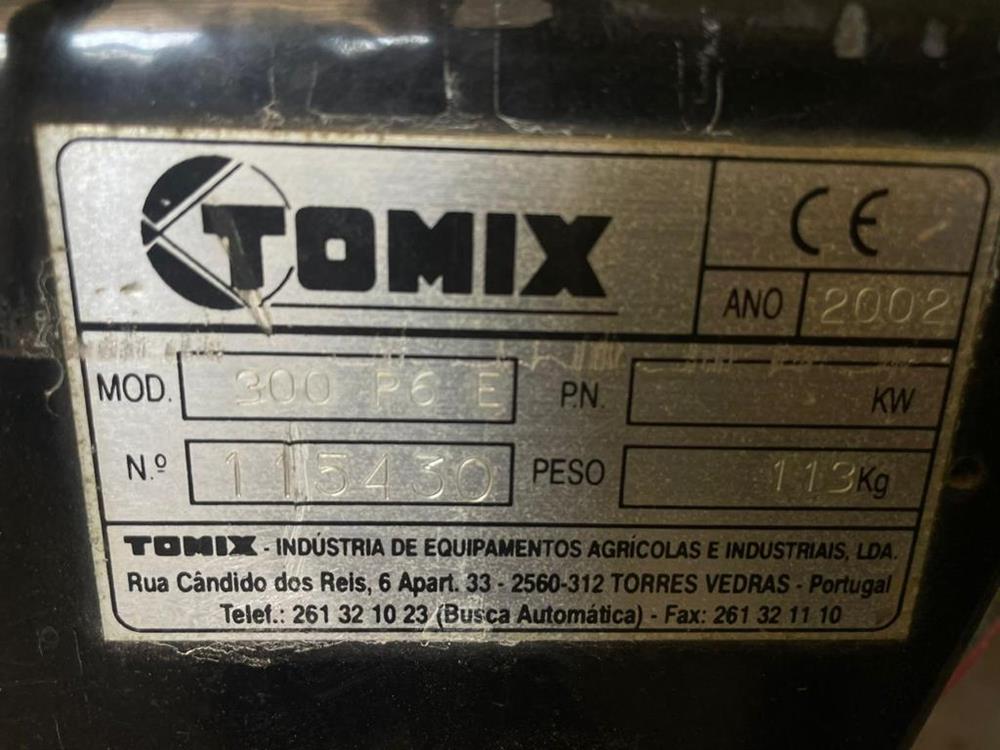 TOMIX
CE
ANO 2002
MOD. 300 P6 E P.N. KW
N.º 115430 PESO 113 Kg
TOMIX - INDÚSTRIA DE EQUIPAMENTOS AGRÍCOLAS E INDUSTRIAIS, LDA.
Rua Cândido dos Reis, 6 Apart. 33 - 2560-312 TORRES VEDRAS - Portugal
Telef.: 261 32 10 23 (Busca Automática) - Fax: 261 32 11 10